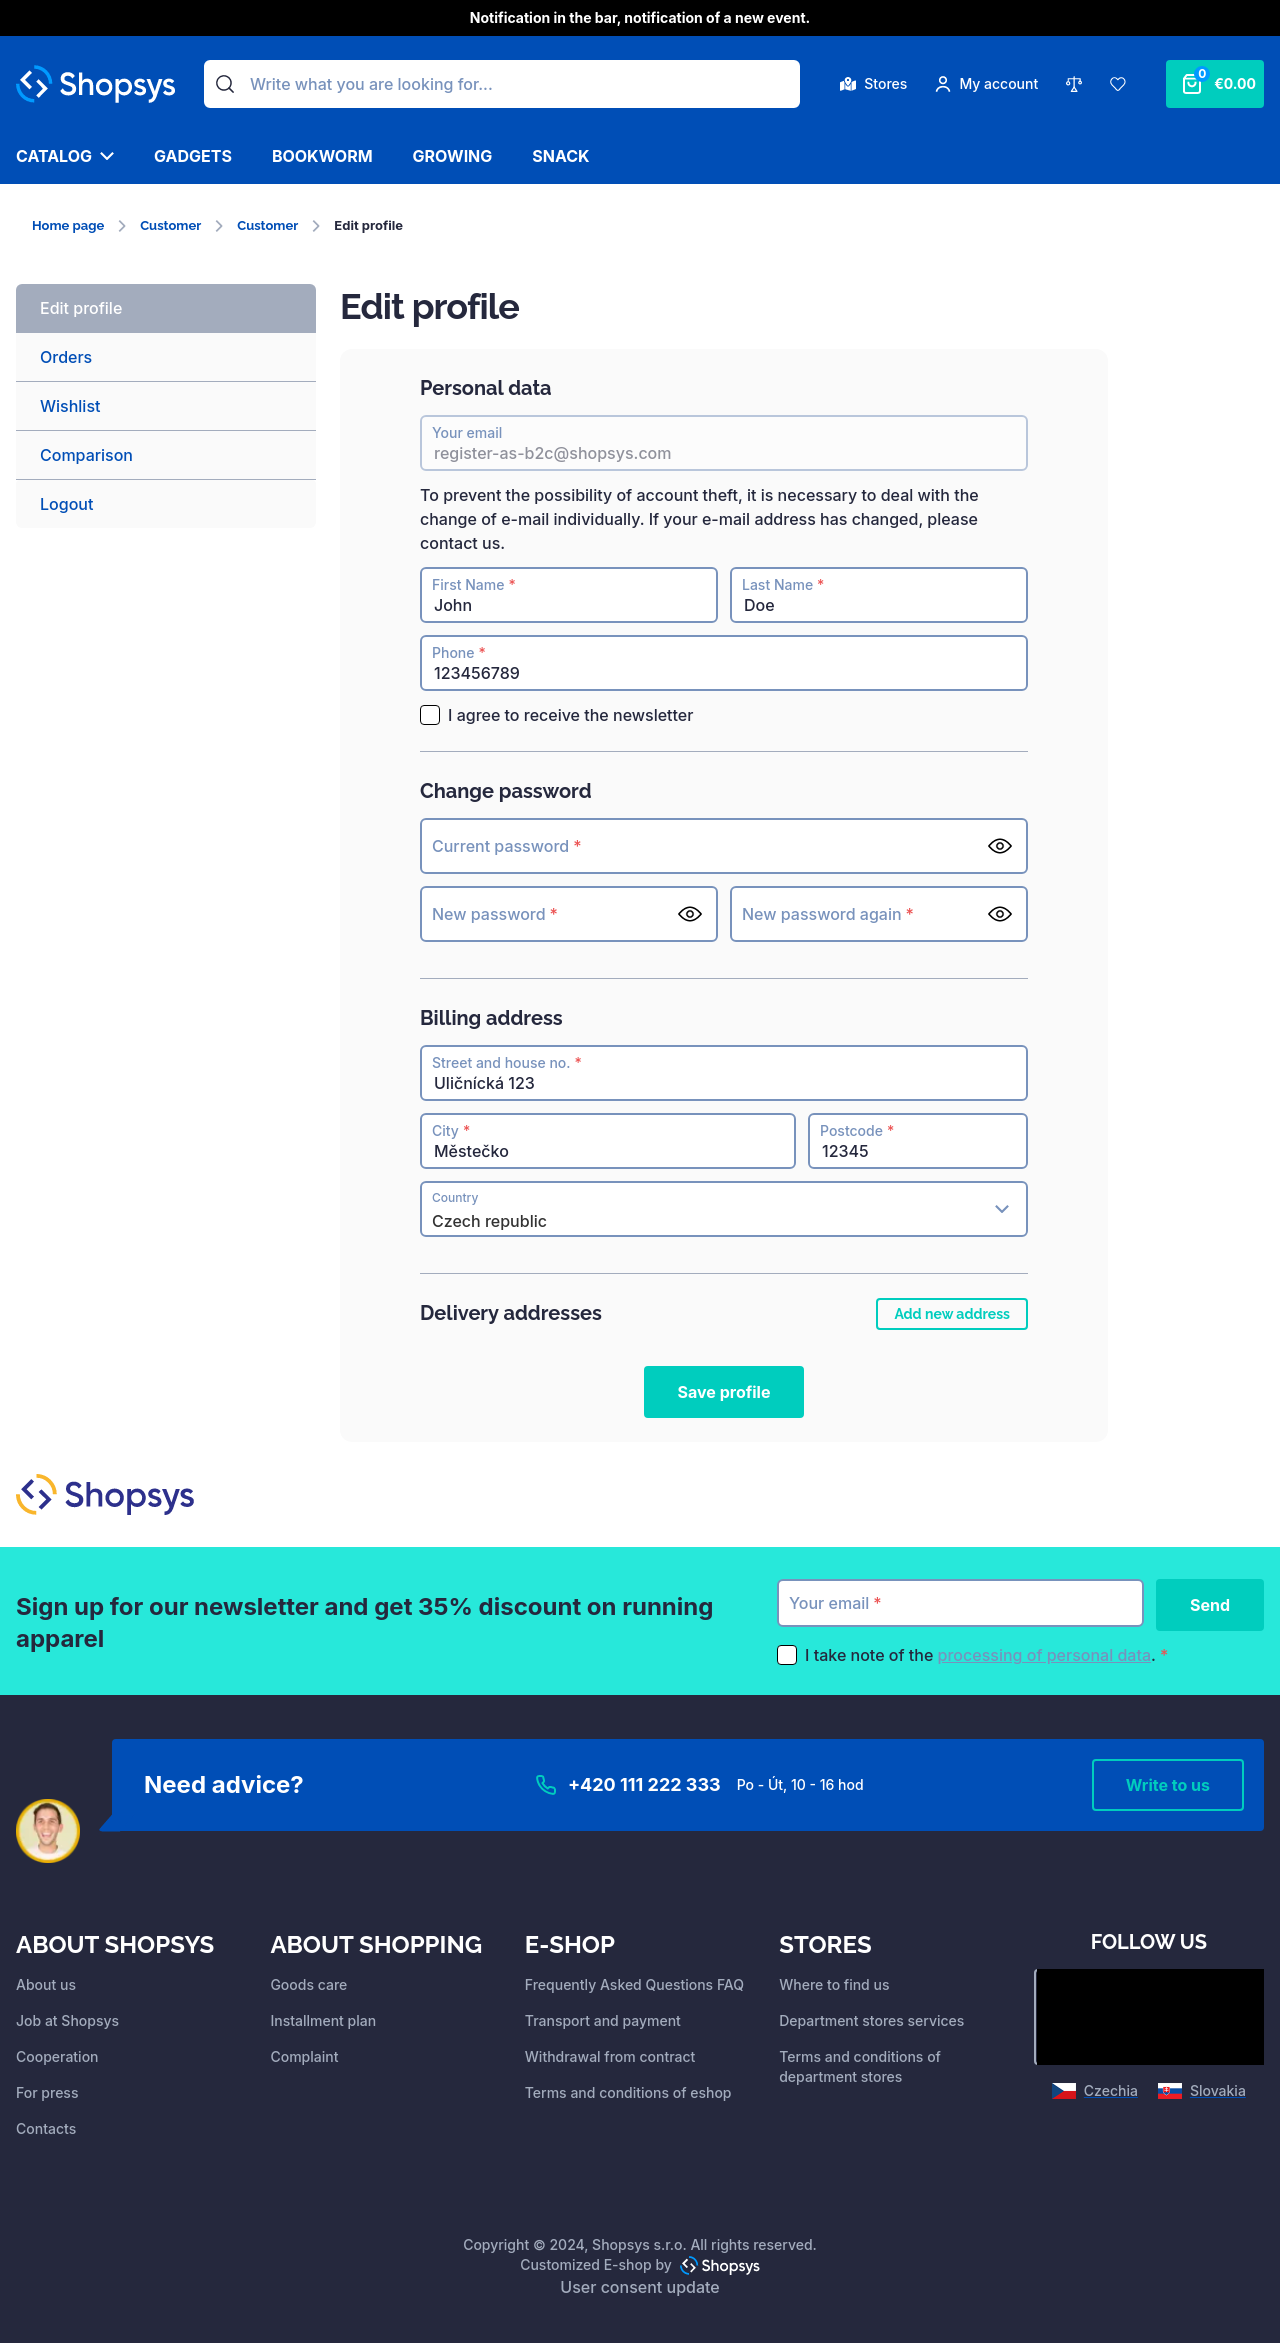 Notification in the bar, notification of a new event.
Shopsys
Write what you are looking for...
Stores
My account
0
€0.00
CATALOG
GADGETS
BOOKWORM
GROWING
SNACK
Home page
Customer
Customer
Edit profile
Edit profile
Orders
Wishlist
Comparison
Logout
Edit profile
Personal data
Your email
register-as-b2c@shopsys.com
To prevent the possibility of account theft, it is necessary to deal with the
change of e-mail individually. If your e-mail address has changed, please
contact us.
First Name *
John
Last Name *
Doe
Phone *
123456789
I agree to receive the newsletter
Change password
Current password *
New password *
New password again *
Billing address
Street and house no. *
Uličnícká 123
City *
Městečko
Postcode *
12345
Country
Czech republic
Delivery addresses
Add new address
Save profile
Shopsys
Sign up for our newsletter and get 35% discount on running
apparel
Your email *
Send
I take note of the processing of personal data. *
Need advice?
+420 111 222 333
Po - Út, 10 - 16 hod
Write to us
ABOUT SHOPSYS
About us
Job at Shopsys
Cooperation
For press
Contacts
ABOUT SHOPPING
Goods care
Installment plan
Complaint
E-SHOP
Frequently Asked Questions FAQ
Transport and payment
Withdrawal from contract
Terms and conditions of eshop
STORES
Where to find us
Department stores services
Terms and conditions of
department stores
FOLLOW US
Czechia
Slovakia
Copyright © 2024, Shopsys s.r.o. All rights reserved.
Customized E-shop by Shopsys
User consent update